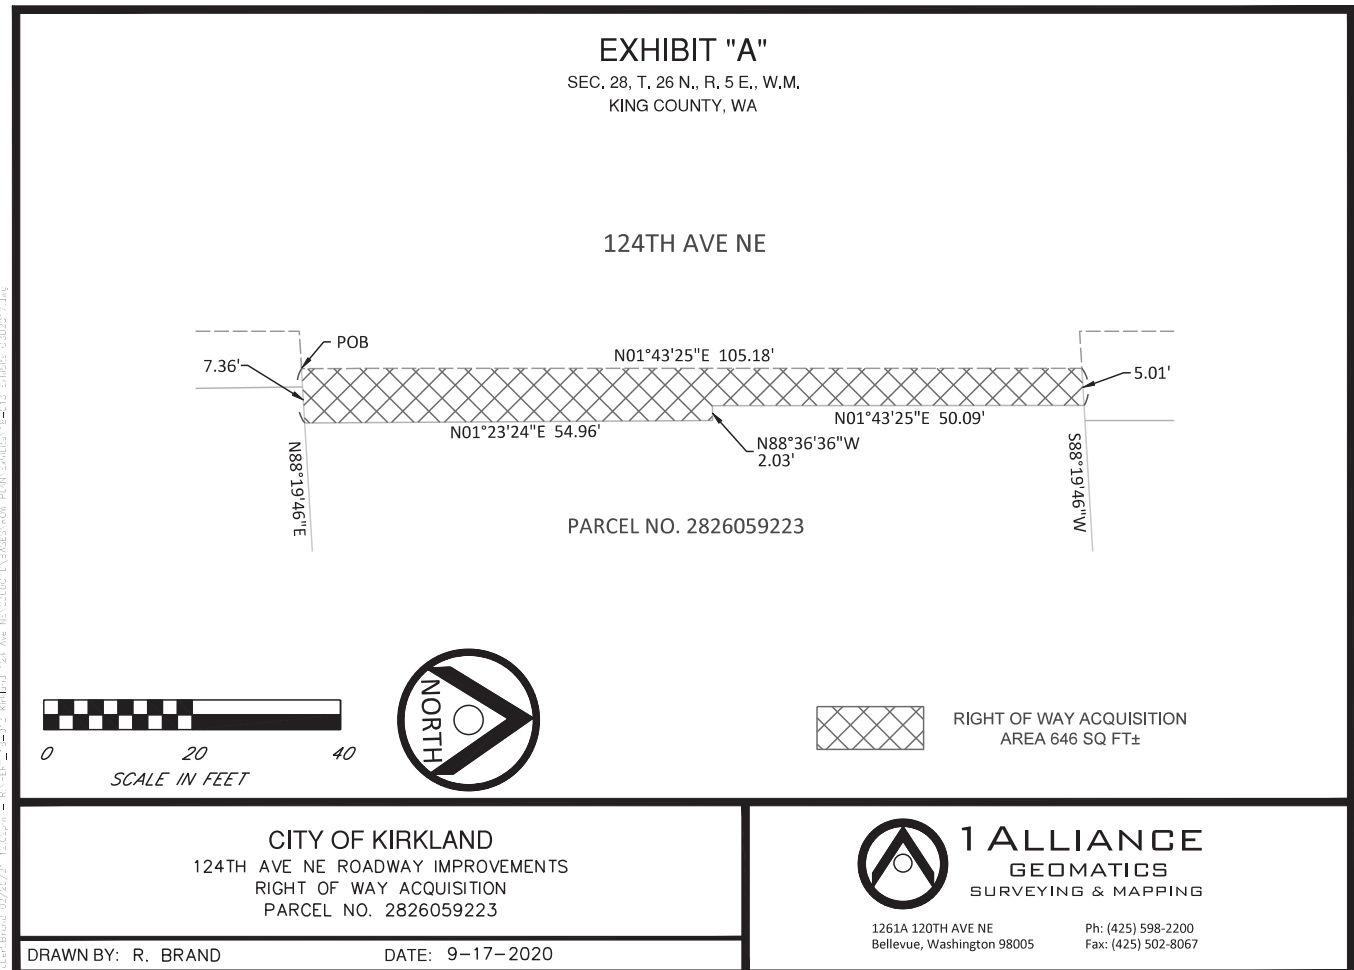 EXHIBIT "A"
SEC. 28, T. 26 N., R. 5 E., W.M.
KING COUNTY, WA
124TH AVE NE
POB
7.36'
N01°43'25"E 105.18'
5.01'
N01°23'24"E 54.96'
N01°43'25"E 50.09'
N88°36'36"W
2.03'
N88°19'46"E
S88°19'46"W
PARCEL NO. 2826059223
0 20 40
SCALE IN FEET
NORTH
RIGHT OF WAY ACQUISITION
AREA 646 SQ FT±
CITY OF KIRKLAND
124TH AVE NE ROADWAY IMPROVEMENTS
RIGHT OF WAY ACQUISITION
PARCEL NO. 2826059223
DRAWN BY: R. BRAND DATE: 9-17-2020
1 ALLIANCE
GEOMATICS
SURVEYING & MAPPING
1261A 120TH AVE NE
Bellevue, Washington 98005
Ph: (425) 598-2200
Fax: (425) 502-8067